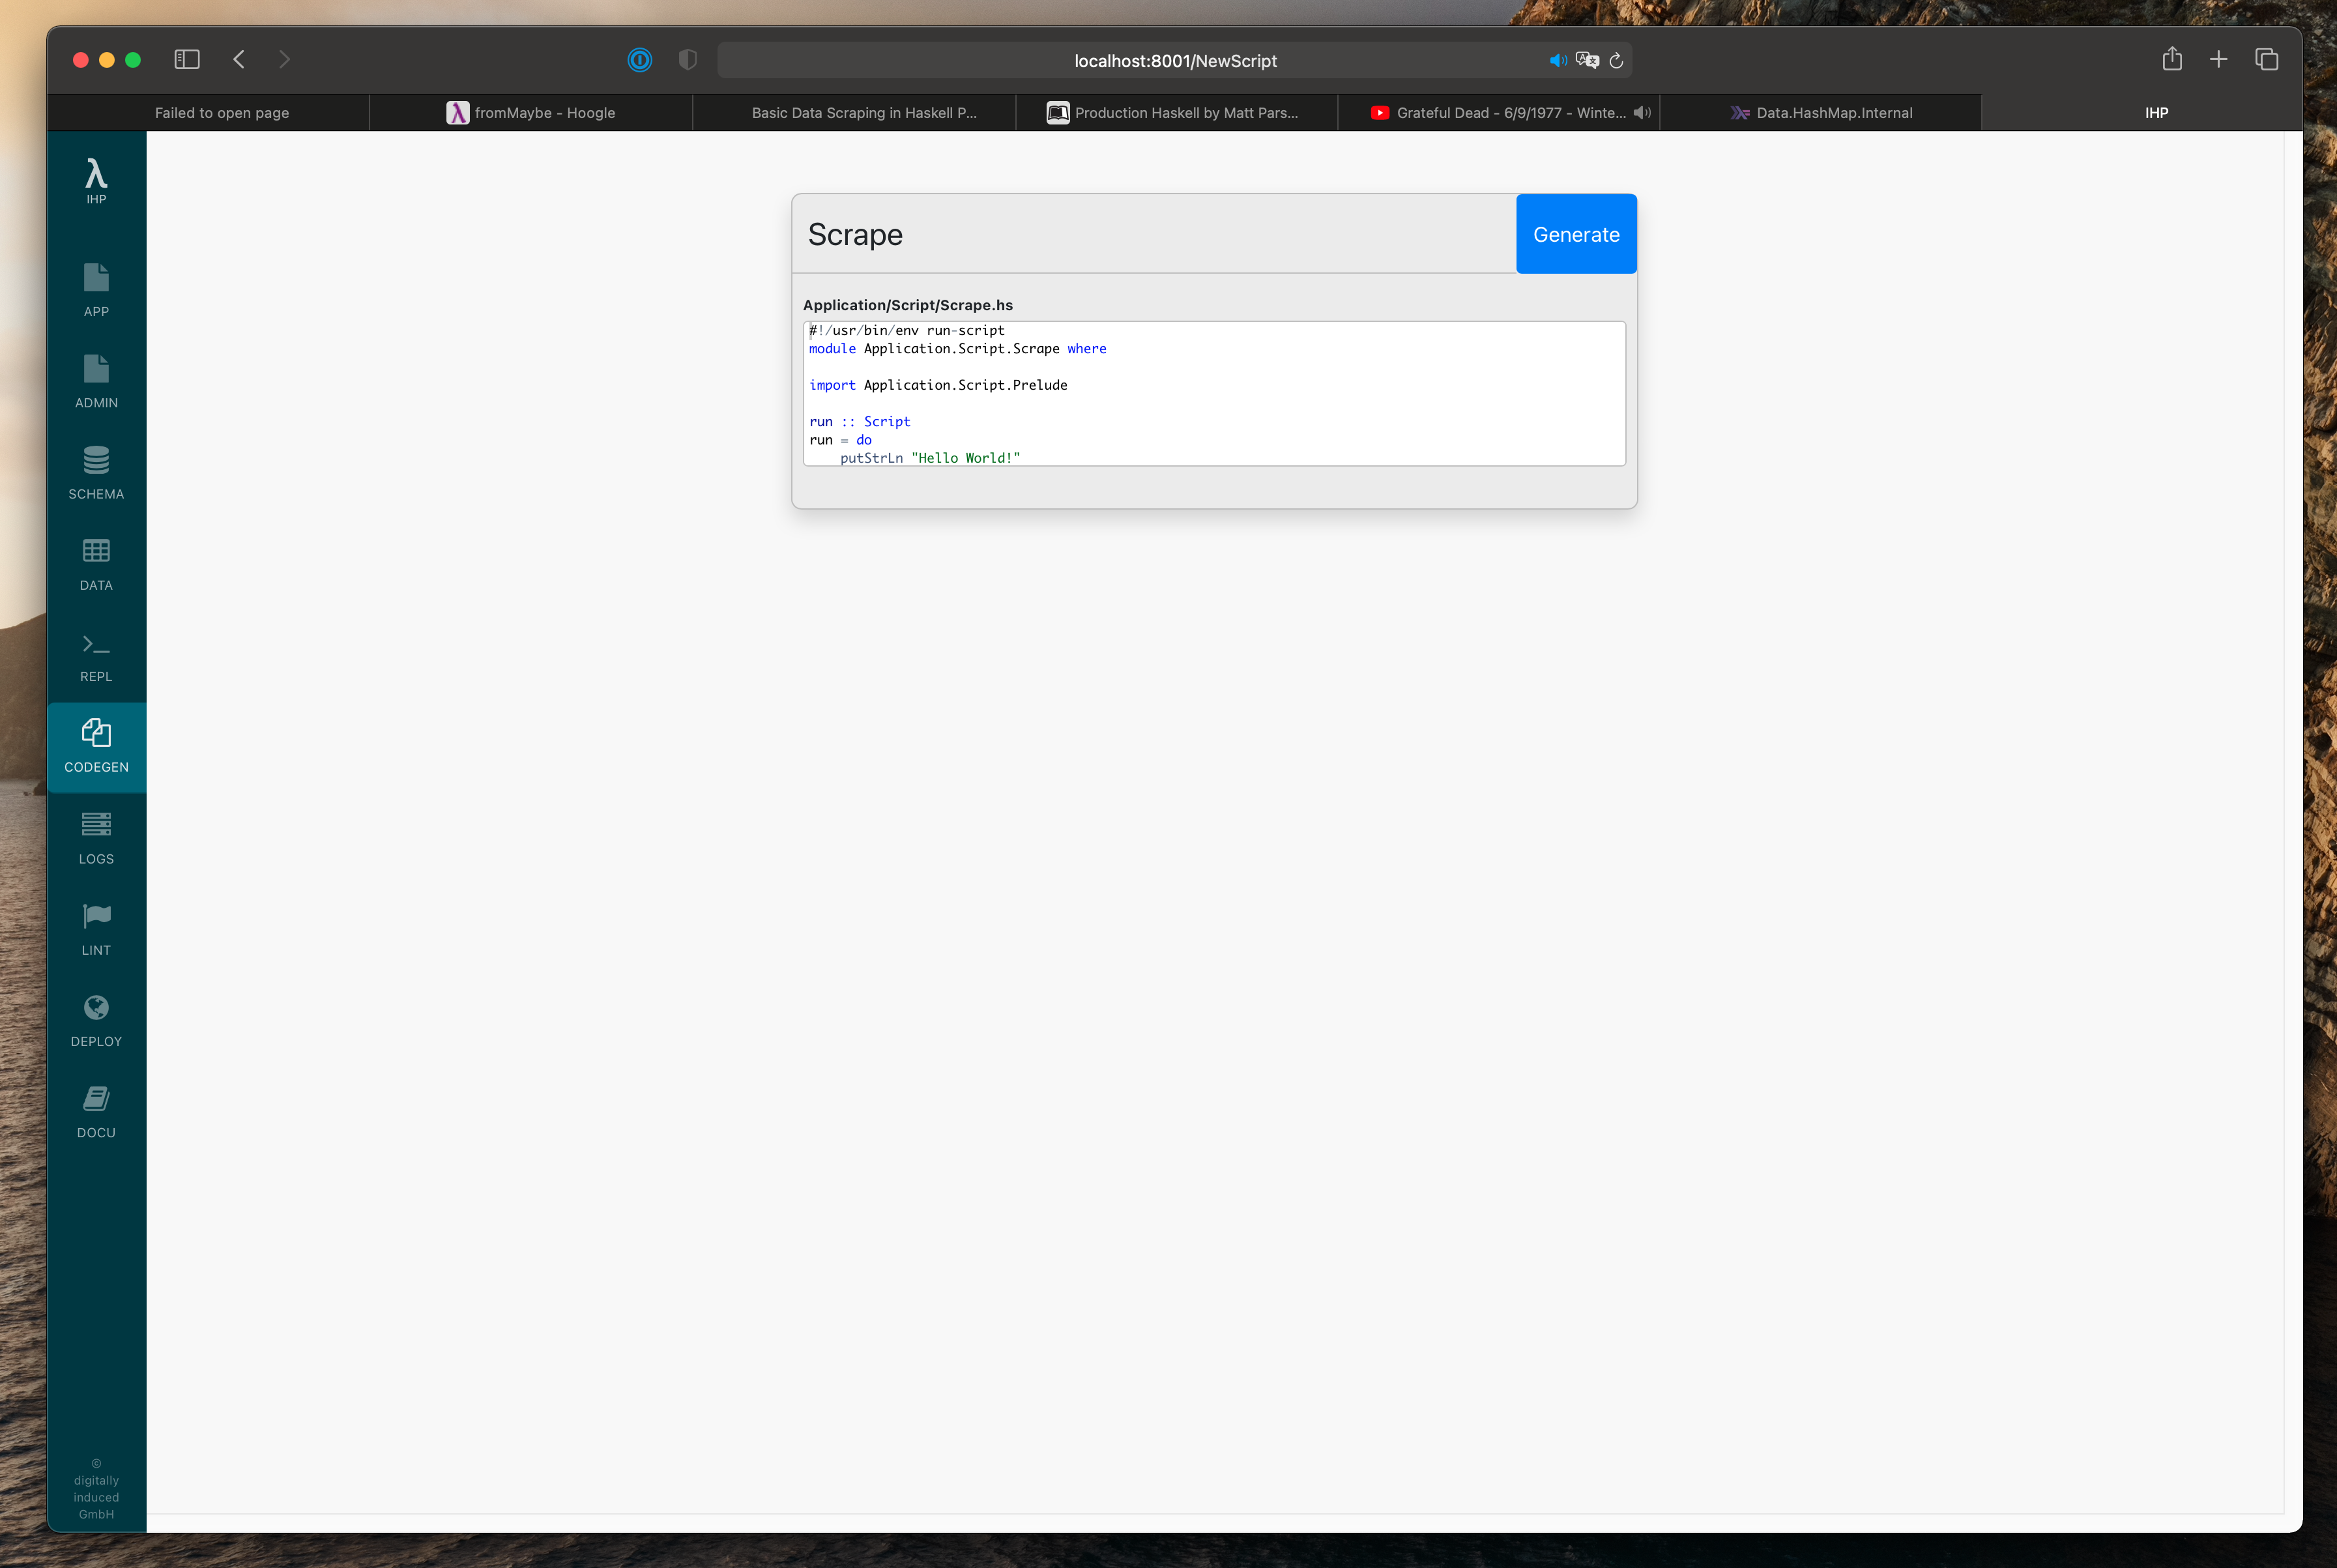 localhost:8001/NewScript
Failed to open page
fromMaybe - Hoogle
Basic Data Scraping in Haskell P...
Production Haskell by Matt Pars...
Grateful Dead - 6/9/1977 - Winte...
Data.HashMap.Internal
IHP
λ
IHP
APP
ADMIN
SCHEMA
DATA
REPL
CODEGEN
LOGS
LINT
DEPLOY
DOCU
©
digitally
induced
GmbH
Scrape
Generate
Application/Script/Scrape.hs
#!/usr/bin/env run-script
module Application.Script.Scrape where
import Application.Script.Prelude
run :: Script
run = do
    putStrLn "Hello World!"